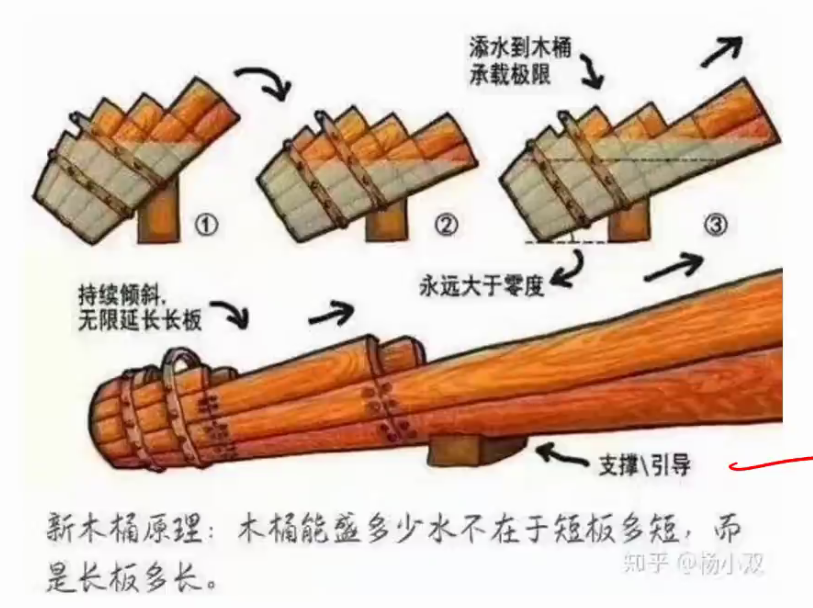 添水到木桶
承载极限
①
②
③
永远大于零度
持续倾斜,
无限延长长板
支撑\引导
新木桶原理：木桶能盛多少水不在于短板多短，而
是长板多长。
知乎 @杨小双